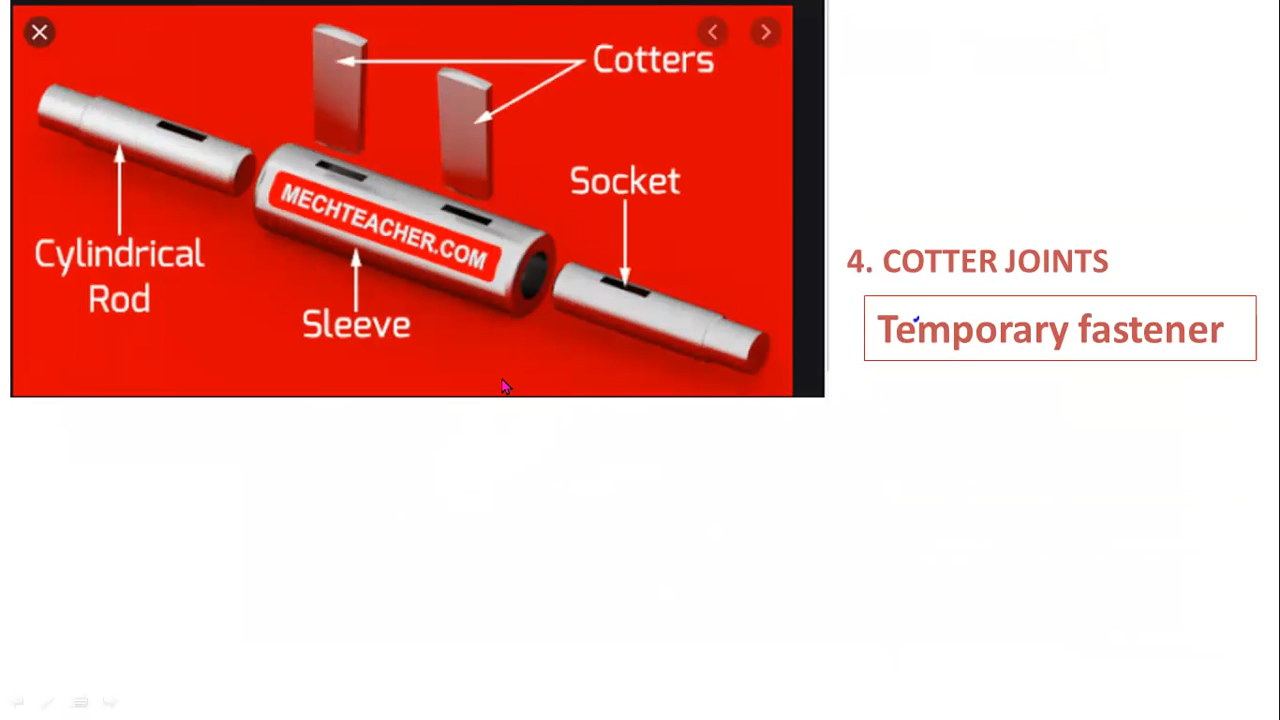 Cotters
Socket
MECHTEACHER.COM
Cylindrical
Rod
Sleeve
4. COTTER JOINTS
Temporary fastener